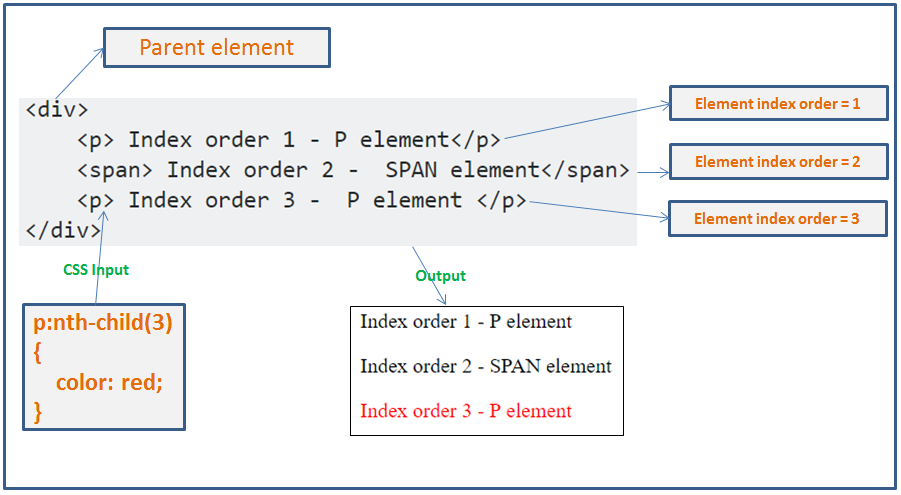 Parent element
<div>
<p> Index order 1 - P element</p>
<span> Index order 2 -  SPAN element</span>
<p> Index order 3 -  P element </p>
</div>
Element index order = 1
Element index order = 2
Element index order = 3
CSS Input
p:nth-child(3)
{
color: red;
}
Output
Index order 1 - P element
Index order 2 - SPAN element
Index order 3 - P element